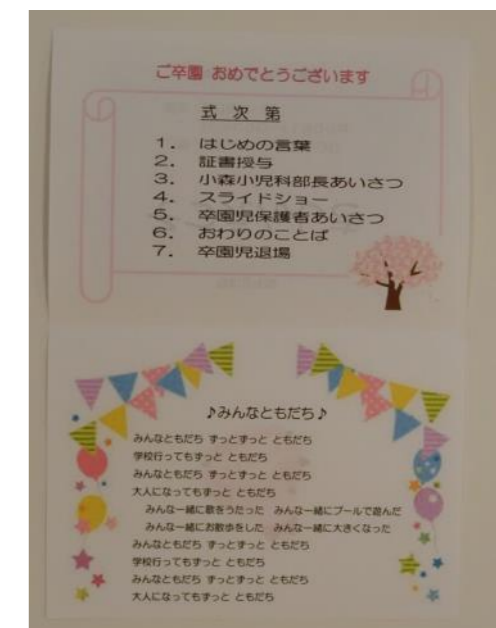 ご卒園 おめでとうございます
式 次 第
1. はじめの言葉
2. 証書授与
3. 小森小児科部長あいさつ
4. スライドショー
5. 卒園児保護者あいさつ
6. おわりのことば
7. 卒園児退場
♪みんなともだち♪
みんなともだち ずっとずっと ともだち
学校行ってもずっと ともだち
みんなともだち ずっとずっと ともだち
大人になってもずっと ともだち
みんな一緒に歌をうたった みんな一緒にプールで遊んだ
みんな一緒にお散歩をした みんな一緒に大きくなった
みんなともだち ずっとずっと ともだち
学校行ってもずっと ともだち
みんなともだち ずっとずっと ともだち
大人になってもずっと ともだち